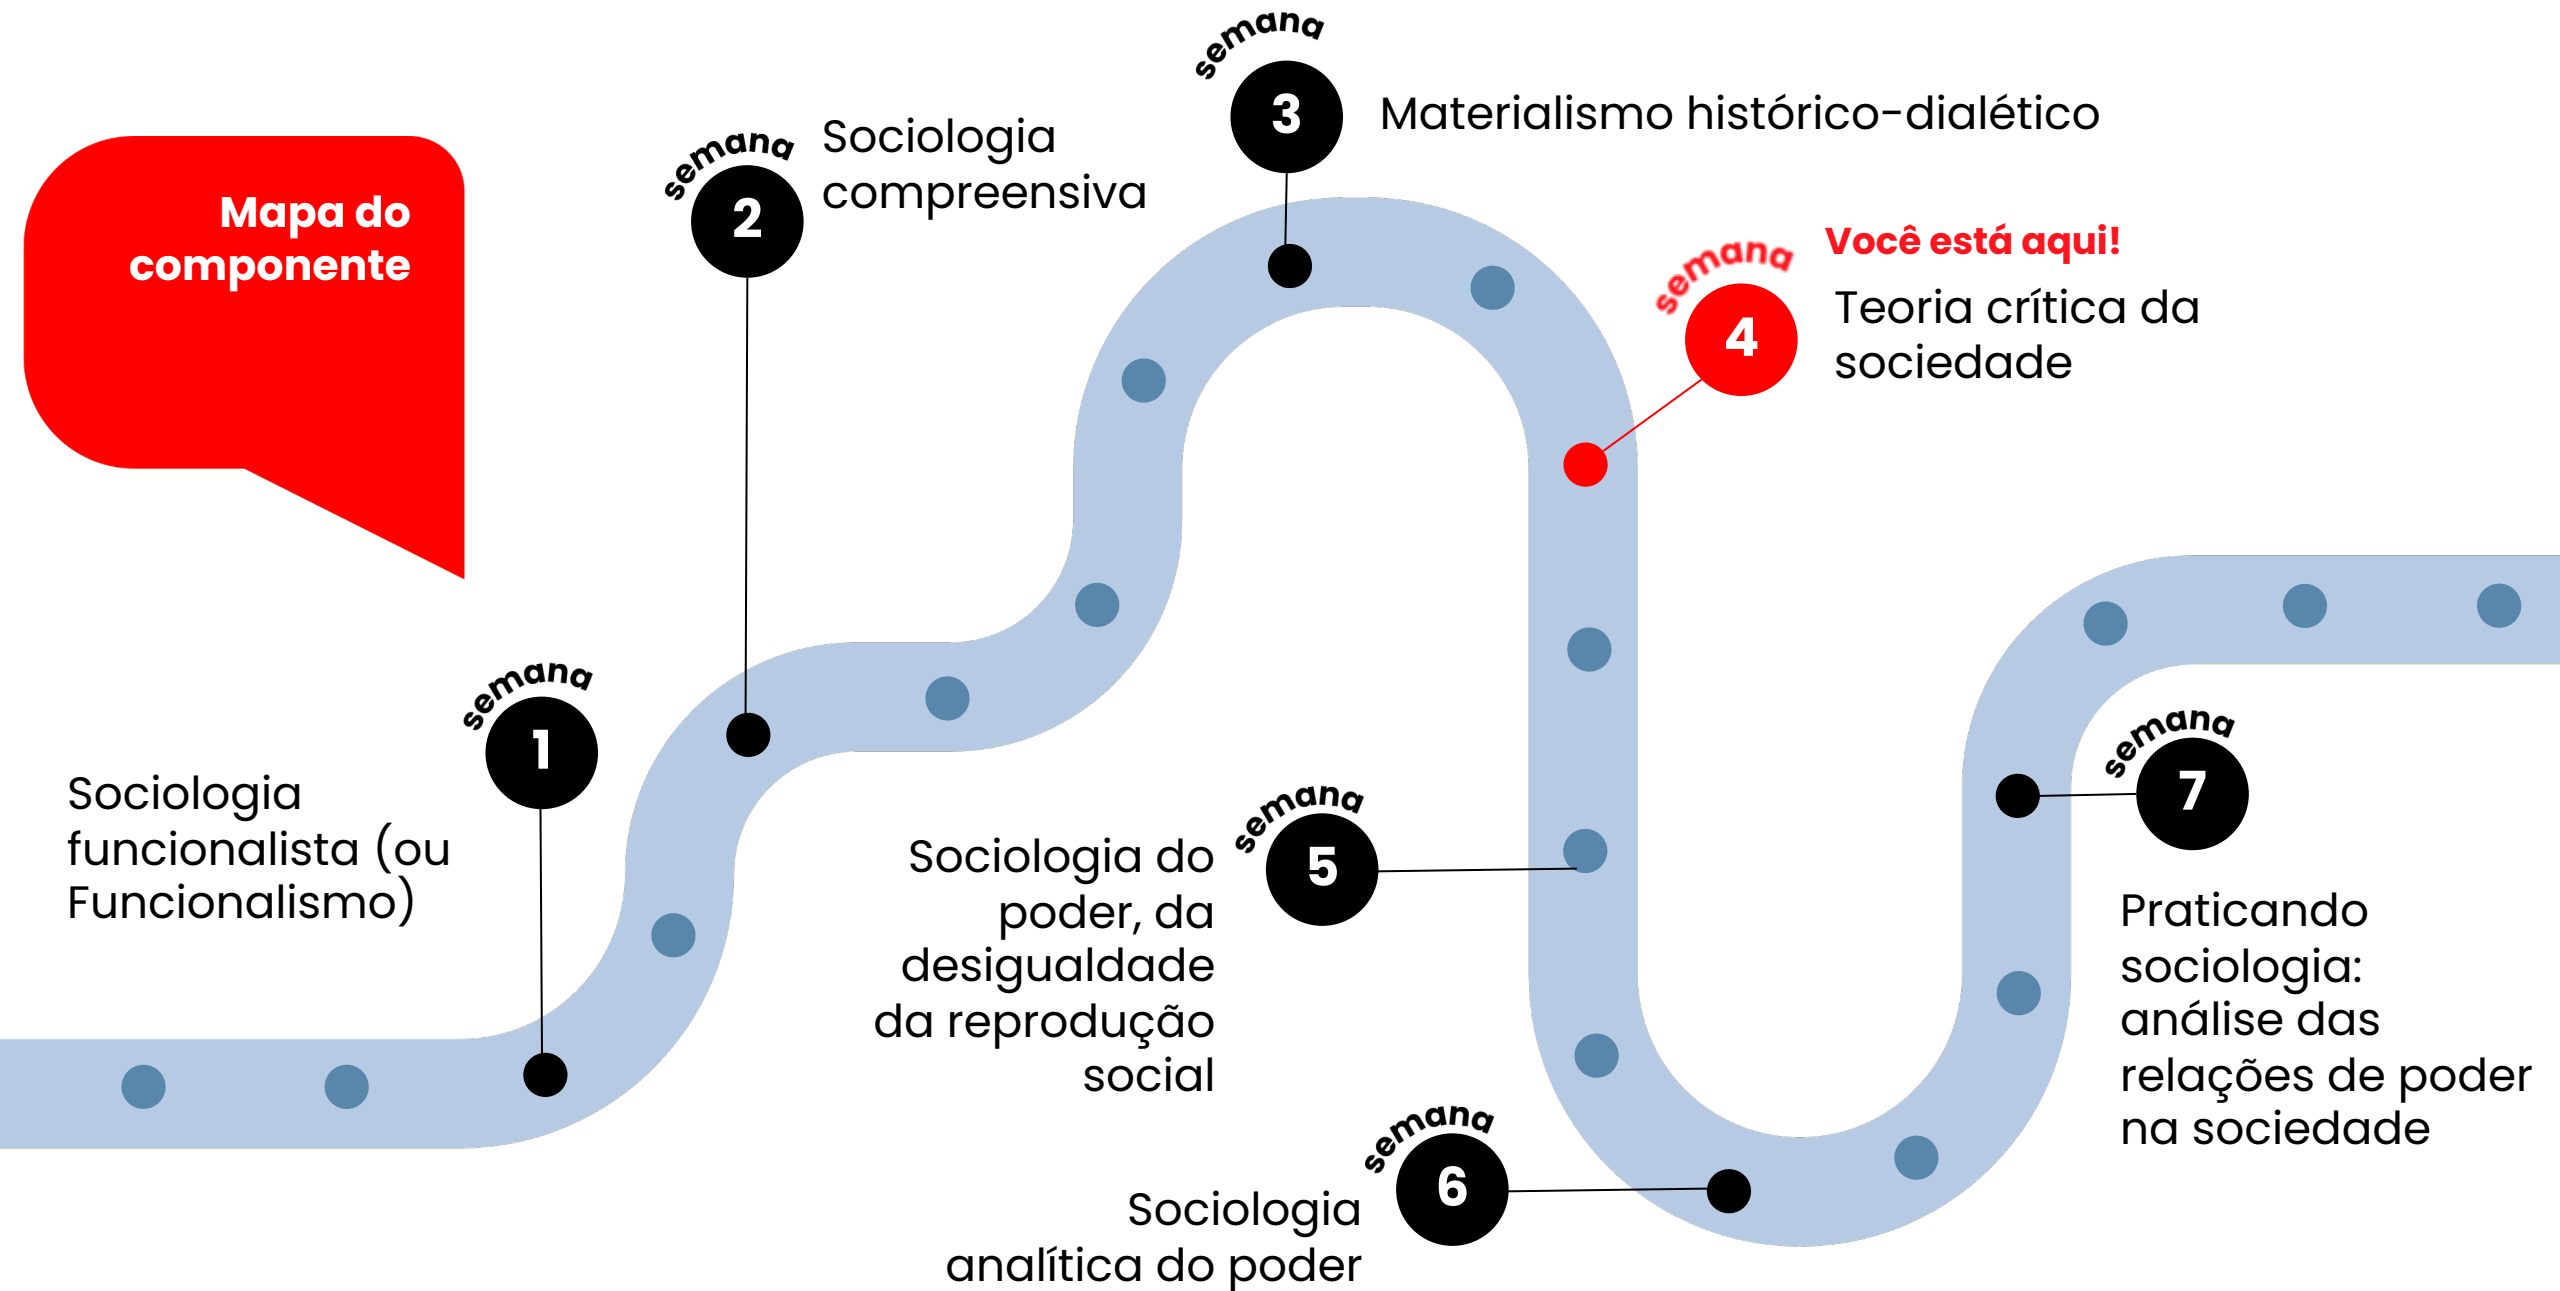 Mapa do
componente
semana
1
Sociologia
funcionalista (ou
Funcionalismo)
semana
2
Sociologia
compreensiva
semana
3
Materialismo histórico-dialético
semana
4
Você está aqui!
Teoria crítica da
sociedade
semana
5
Sociologia do
poder, da
desigualdade
da reprodução
social
semana
6
Sociologia
analítica do poder
semana
7
Praticando
sociologia:
análise das
relações de poder
na sociedade